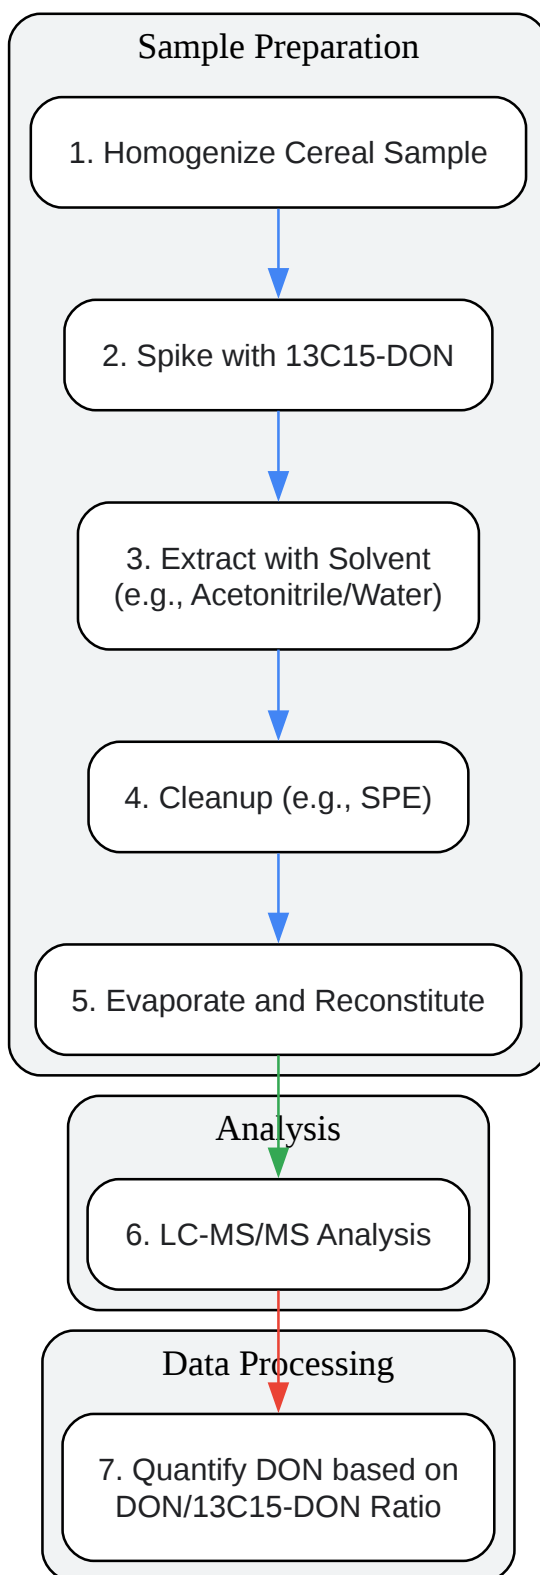 Sample Preparation
1. Homogenize Cereal Sample
2. Spike with 13C15-DON
3. Extract with Solvent
(e.g., Acetonitrile/Water)
4. Cleanup (e.g., SPE)
5. Evaporate and Reconstitute
Analysis
6. LC-MS/MS Analysis
Data Processing
7. Quantify DON based on
DON/13C15-DON Ratio